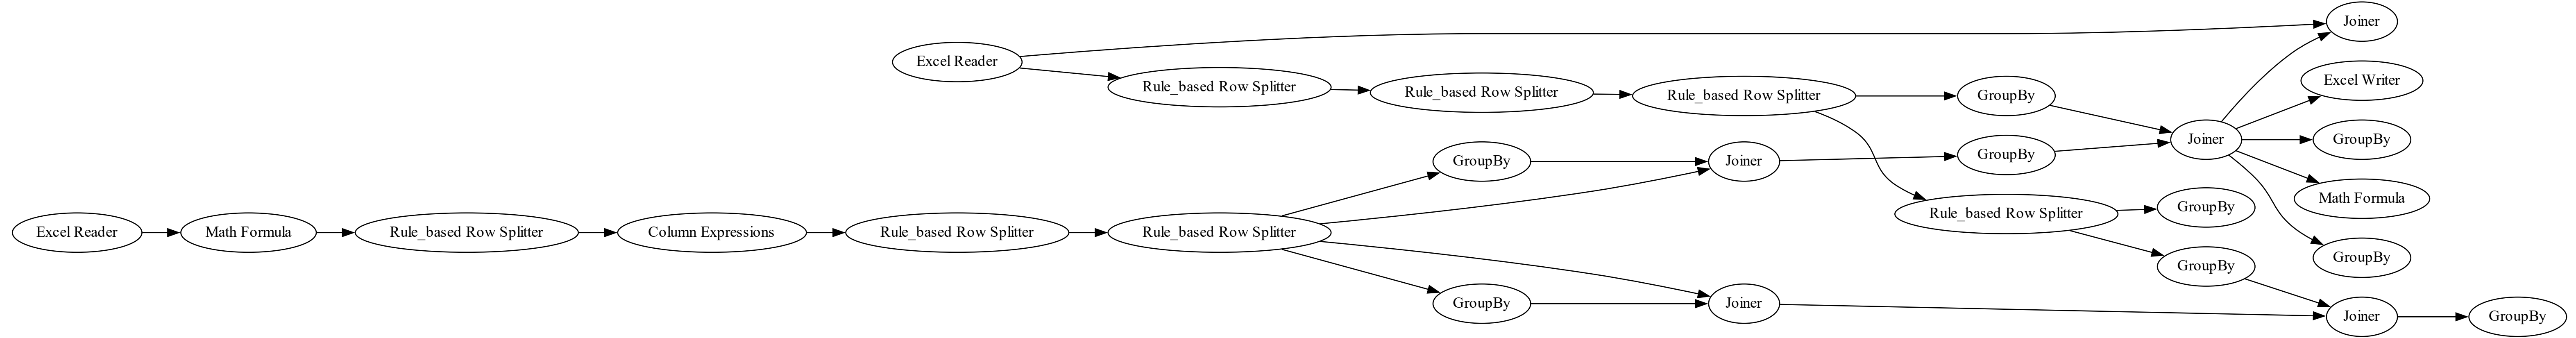 Joiner
Excel Reader
Excel Writer
Rule_based Row Splitter
Rule_based Row Splitter
Rule_based Row Splitter
GroupBy
Joiner
GroupBy
GroupBy
Joiner
GroupBy
Math Formula
Rule_based Row Splitter
GroupBy
Excel Reader
Math Formula
Rule_based Row Splitter
Column Expressions
Rule_based Row Splitter
Rule_based Row Splitter
GroupBy
GroupBy
GroupBy
Joiner
Joiner
GroupBy